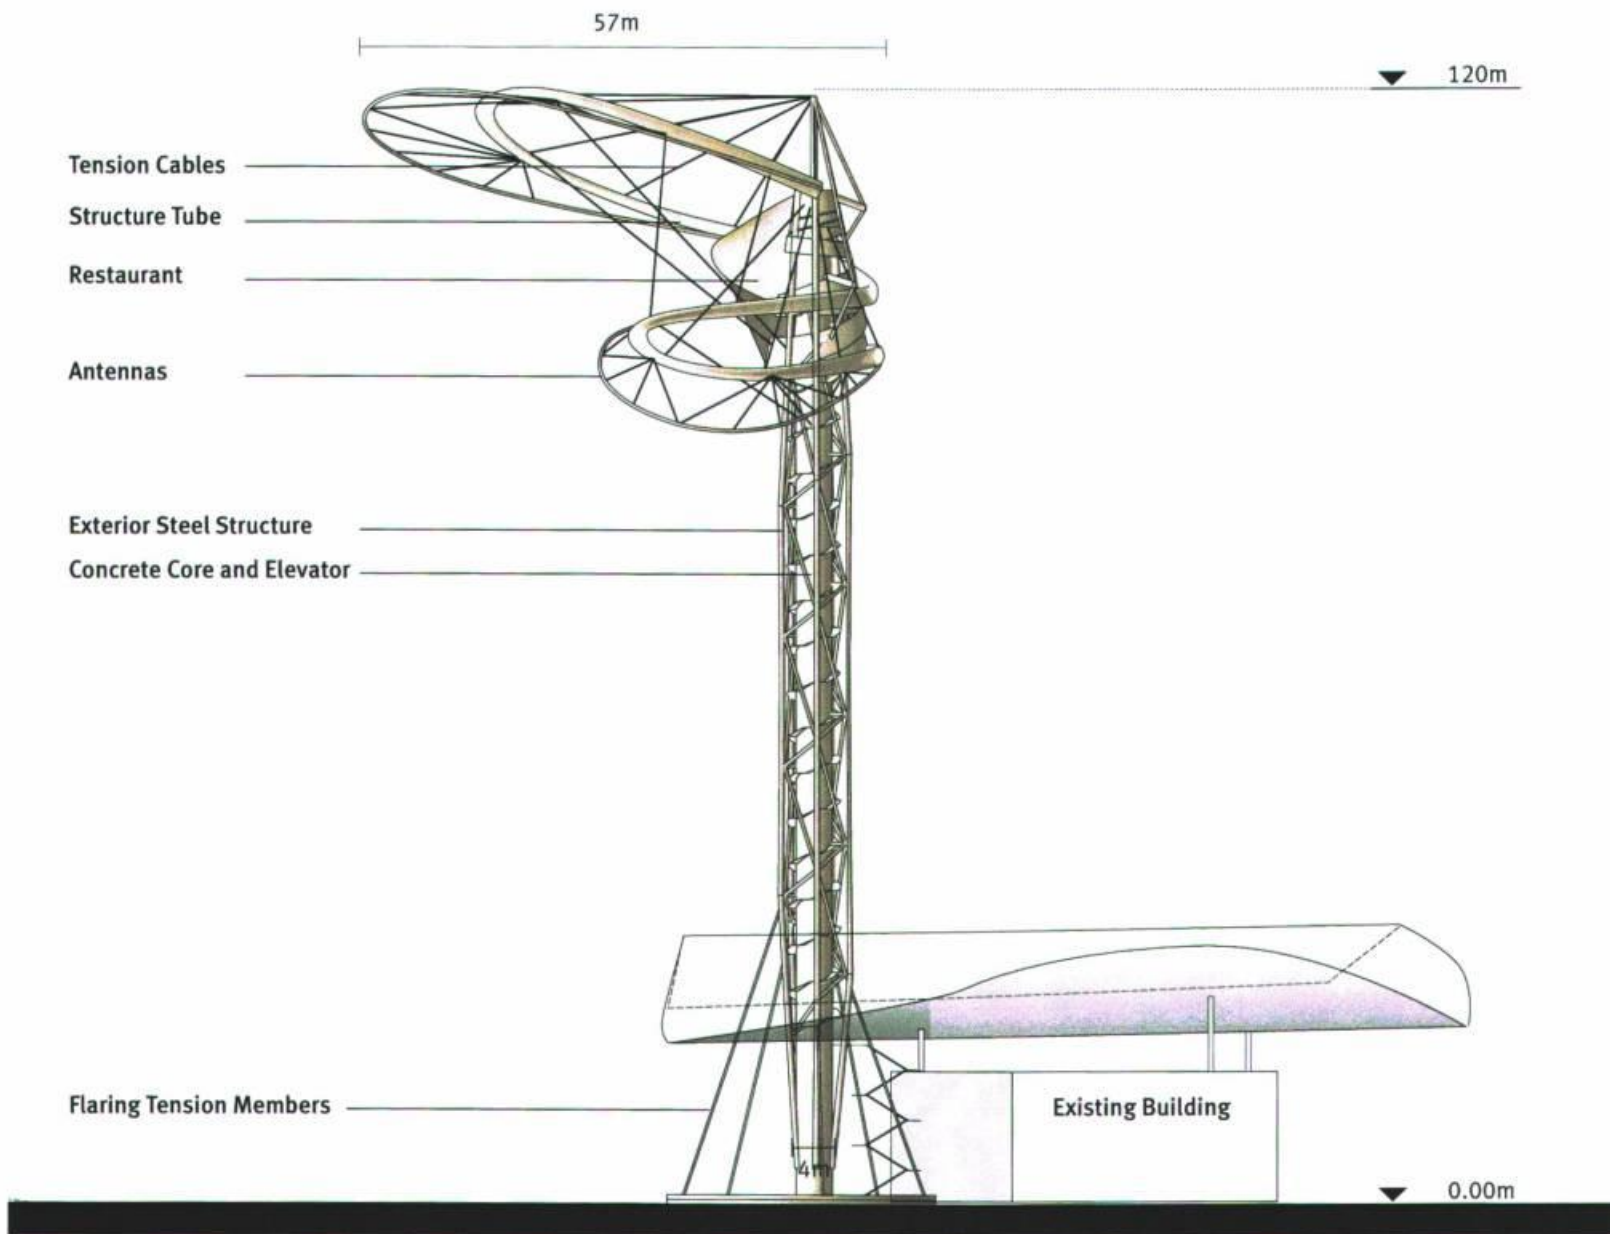 57m
120m
Tension Cables
Structure Tube
Restaurant
Antennas
Exterior Steel Structure
Concrete Core and Elevator
Flaring Tension Members
Existing Building
4m
0.00m